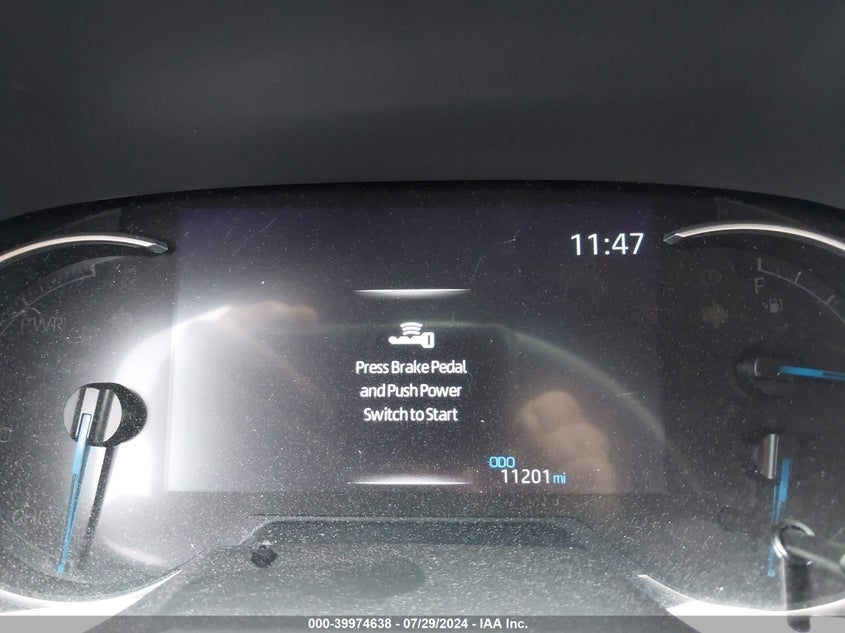 11:47
PWR
P
Press Brake Pedal
and Push Power
Switch to Start
ODO
11201 mi
CHG
000-39974638 - 07/29/2024 - IAA Inc.